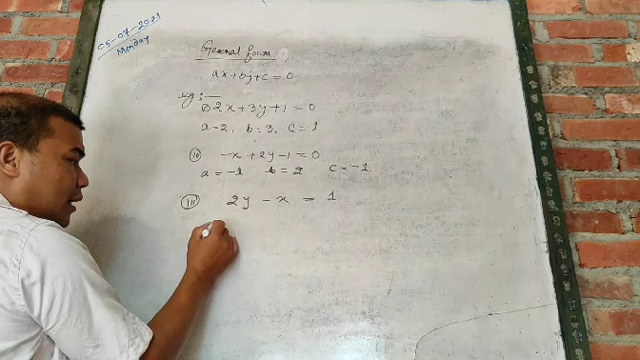 05-07-2021
Monday
General form
ax+by+c=0
eg:—
① 2x+3y+1=0
a=2, b=3, c=1
(ii) -x+2y-1=0
a=-1 b=2 c=-1
(iii) 2y-x=1